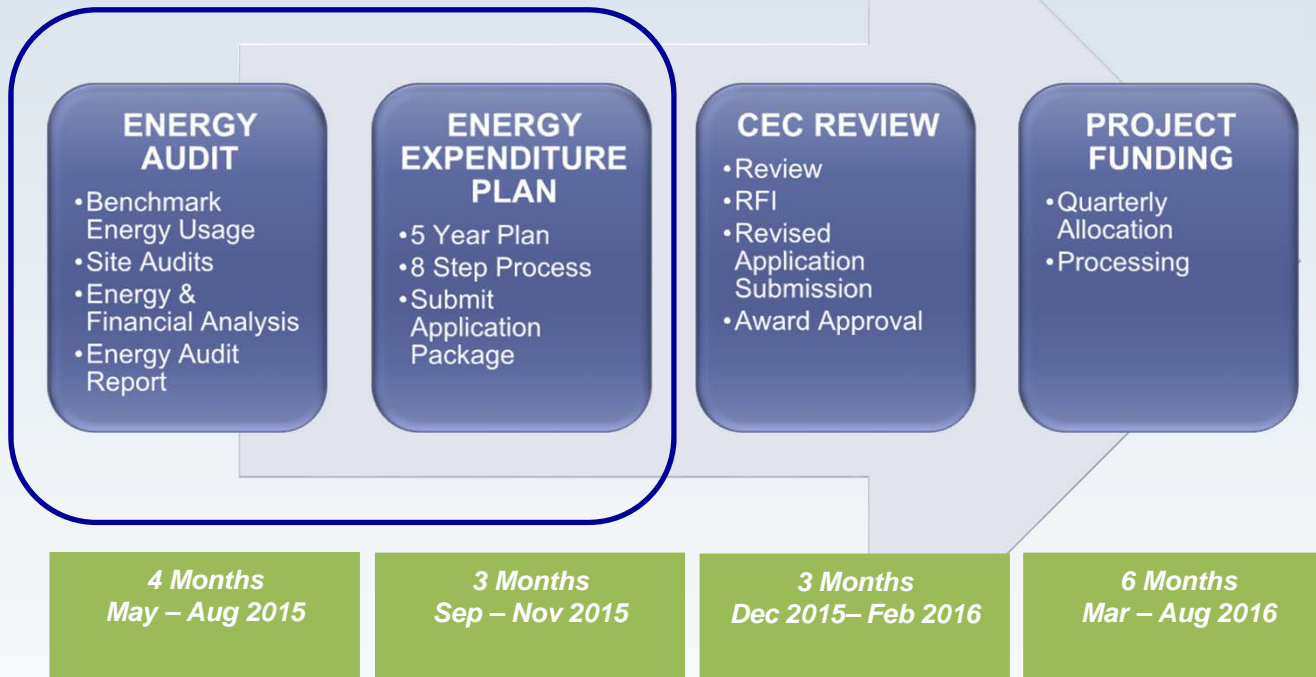 ENERGY
AUDIT
•Benchmark
Energy Usage
•Site Audits
•Energy &
Financial Analysis
•Energy Audit
Report
ENERGY
EXPENDITURE
PLAN
•5 Year Plan
•8 Step Process
•Submit
Application
Package
CEC REVIEW
•Review
•RFI
•Revised
Application
Submission
•Award Approval
PROJECT
FUNDING
•Quarterly
Allocation
•Processing
4 Months
May – Aug 2015
3 Months
Sep – Nov 2015
3 Months
Dec 2015– Feb 2016
6 Months
Mar – Aug 2016